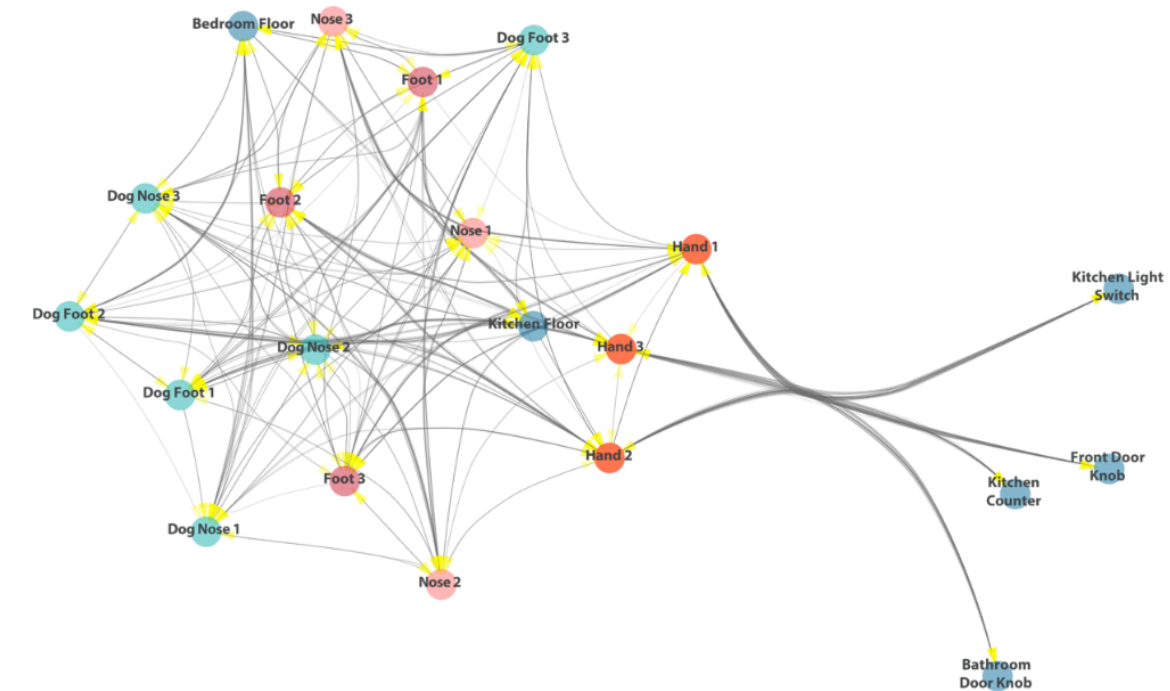 Bedroom Floor
Nose 3
Dog Foot 3
Foot 1
Dog Nose 3
Foot 2
Nose 1
Hand 1
Kitchen Light
Switch
Dog Foot 2
Kitchen Floor
Dog Nose 2
Hand 3
Dog Foot 1
Hand 2
Front Door
Knob
Foot 3
Kitchen
Counter
Dog Nose 1
Nose 2
Bathroom
Door Knob